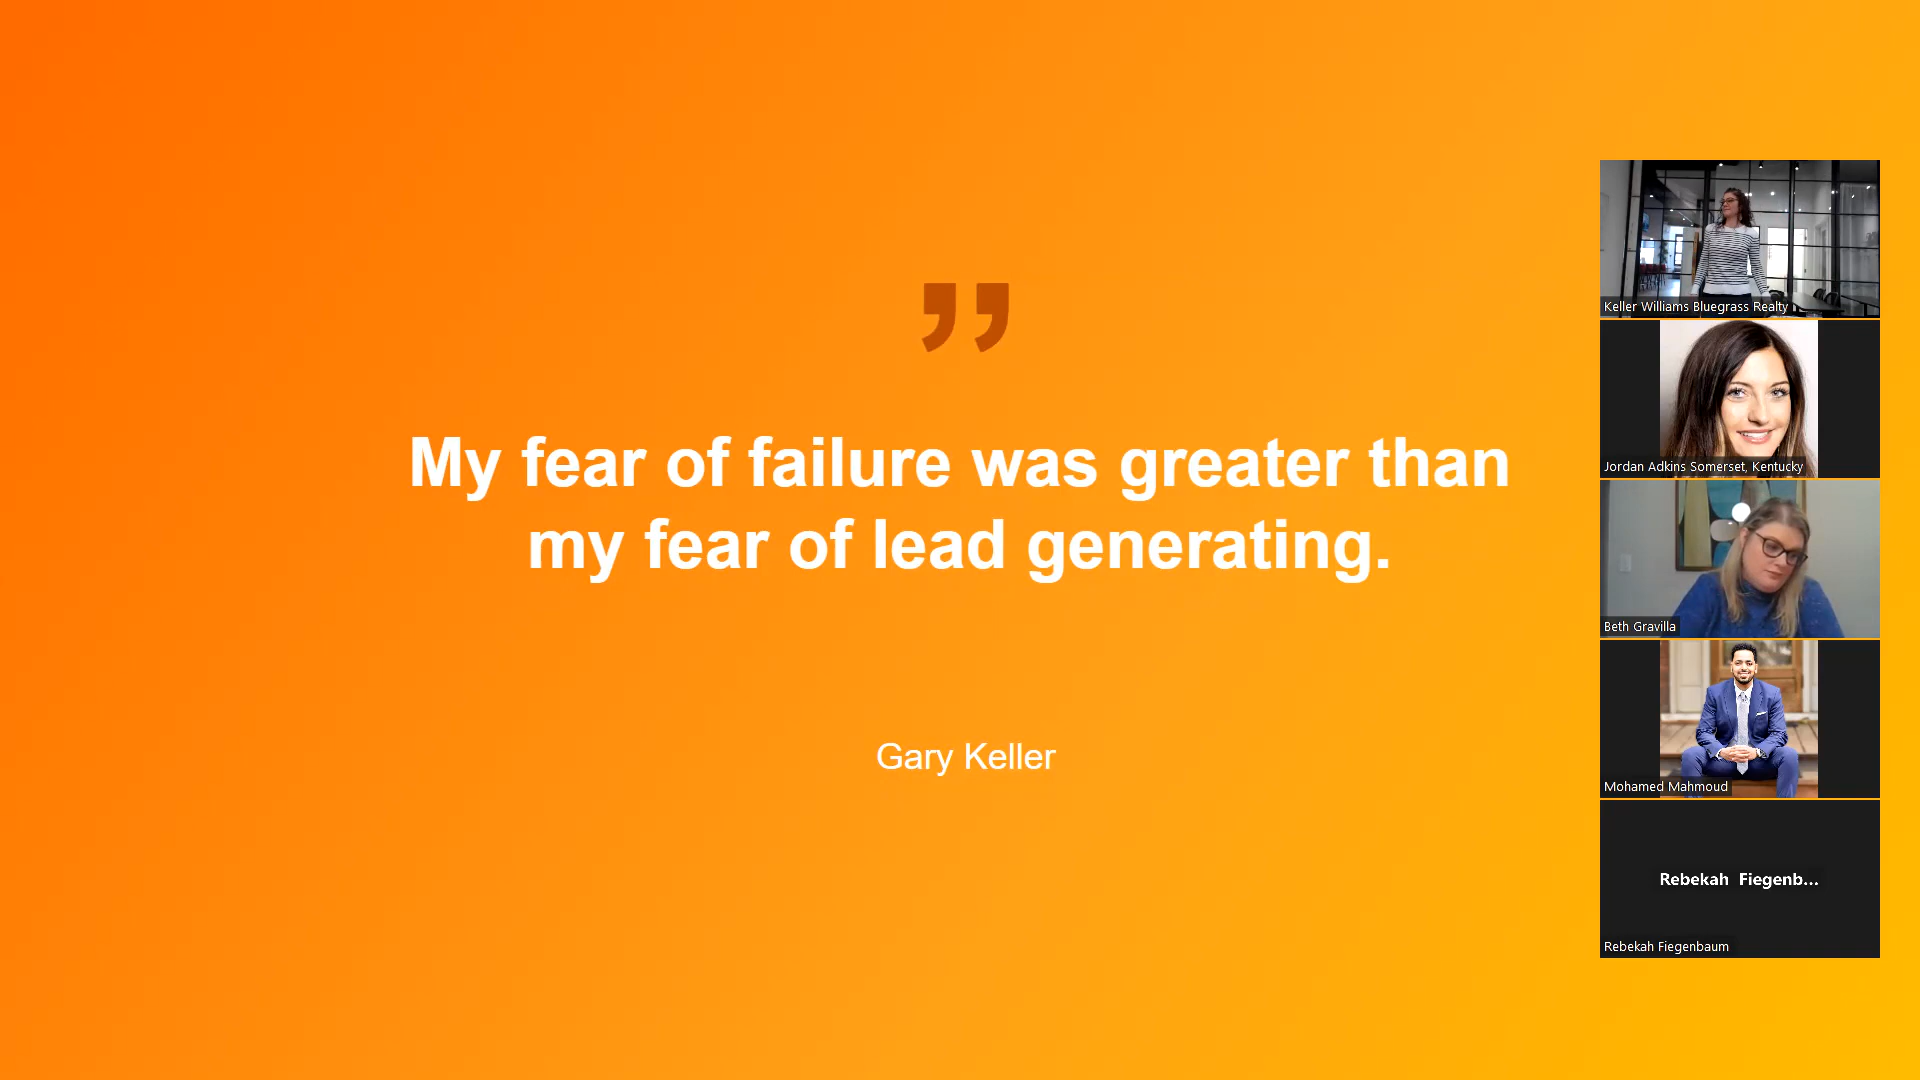 ”
My fear of failure was greater than
my fear of lead generating.
Gary Keller
Keller Williams Bluegrass Realty
Jordan Adkins Somerset, Kentucky
Beth Gravilla
Mohamed Mahmoud
Rebekah Fiegenb...
Rebekah Fiegenbaum